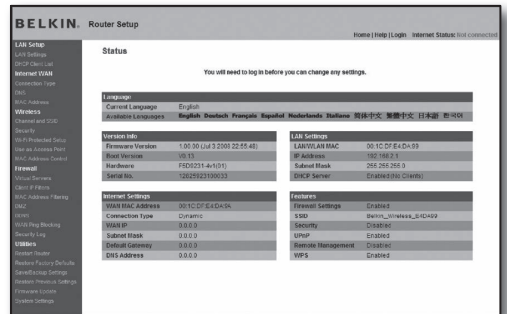 BELKIN. Router Setup
Home | Help | Login Internet Status: Not connected
LAN Setup
LAN Settings
DHCP Client List
Internet WAN
Connection Type
DNS
MAC Address
Wireless
Channel and SSID
Security
Wi-Fi Protected Setup
Use as Access Point
MAC Address Control
Firewall
Virtual Servers
Client IP Filters
MAC Address Filtering
DMZ
DDNS
WAN Ping Blocking
Security Log
Utilities
Restart Router
Restore Factory Defaults
Save/Backup Settings
Restore Previous Settings
Firmware Update
System Settings
Status
You will need to log in before you can change any settings.
Language
Current Language English
Available Languages English Deutsch Français Español Nederlands Italiano 简体中文 繁體中文 日本語 한국어
Version Info
Firmware Version 1.00.00 (Jul 3 2008 22:55:48)
Boot Version V0.13
Hardware F5D8231-4v1(01)
Serial No. 12825923100033
LAN Settings
LAN/WLAN MAC 00:1C:DF:E4:DA:99
IP Address 192.168.2.1
Subnet Mask 255.255.255.0
DHCP Server Enabled(No Clients)
Internet Settings
WAN MAC Address 00:1C:DF:E4:DA:9A
Connection Type Dynamic
WAN IP 0.0.0.0
Subnet Mask 0.0.0.0
Default Gateway 0.0.0.0
DNS Address 0.0.0.0
Features
Firewall Settings Enabled
SSID
Security Disabled
UPnP Enabled
Remote Management Disabled
WPS Enabled